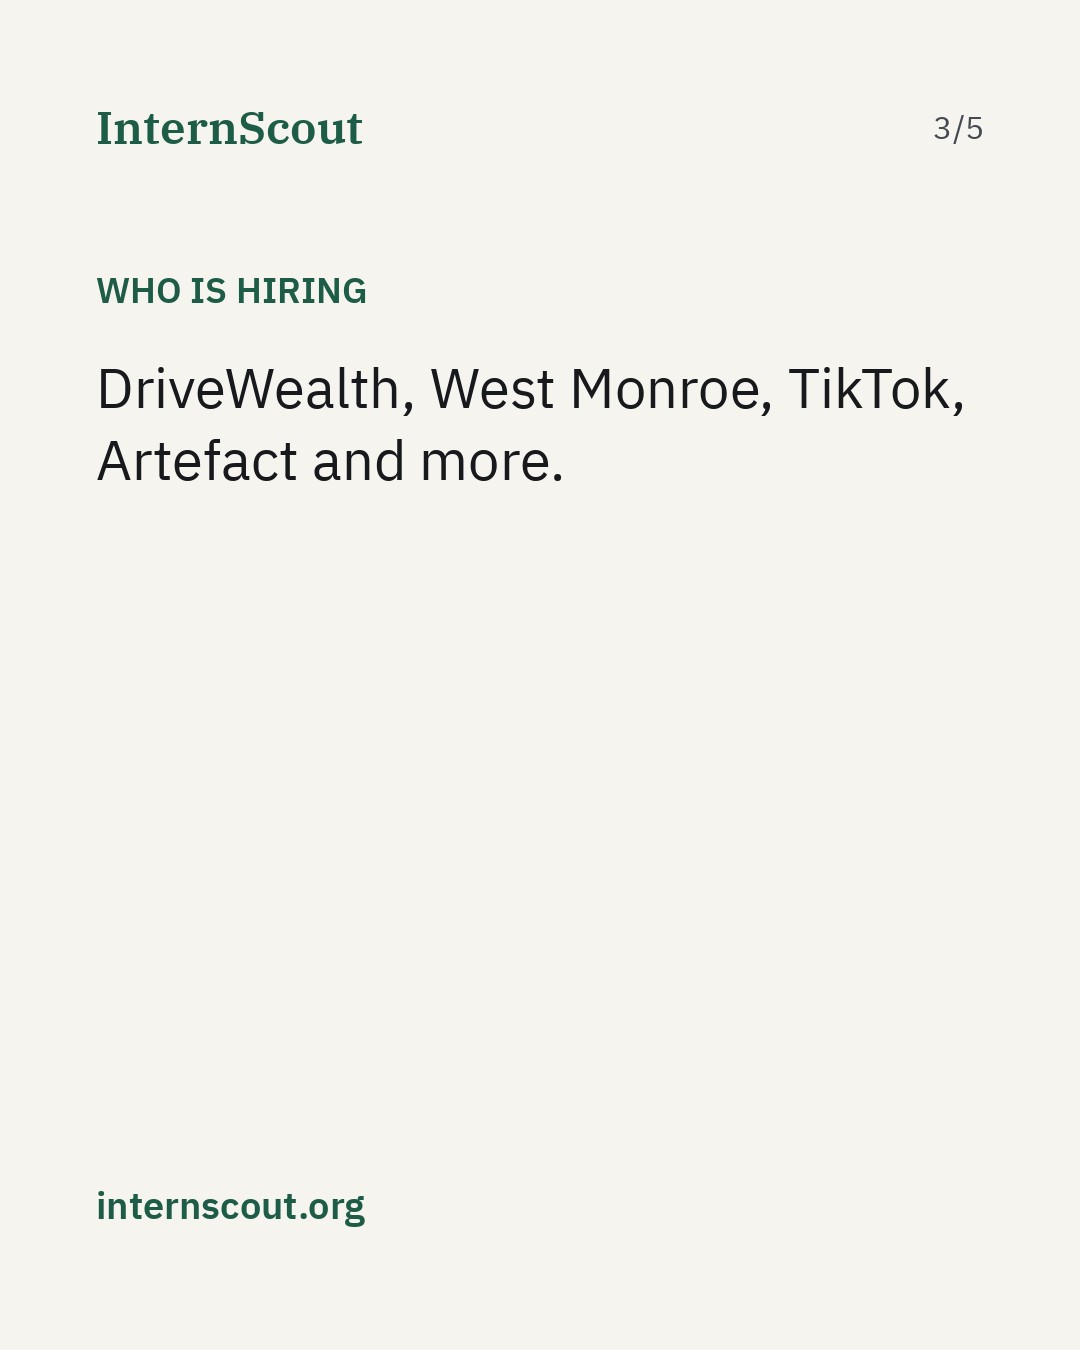 InternScout
3/5
WHO IS HIRING
DriveWealth, West Monroe, TikTok,
Artefact and more.
internscout.org